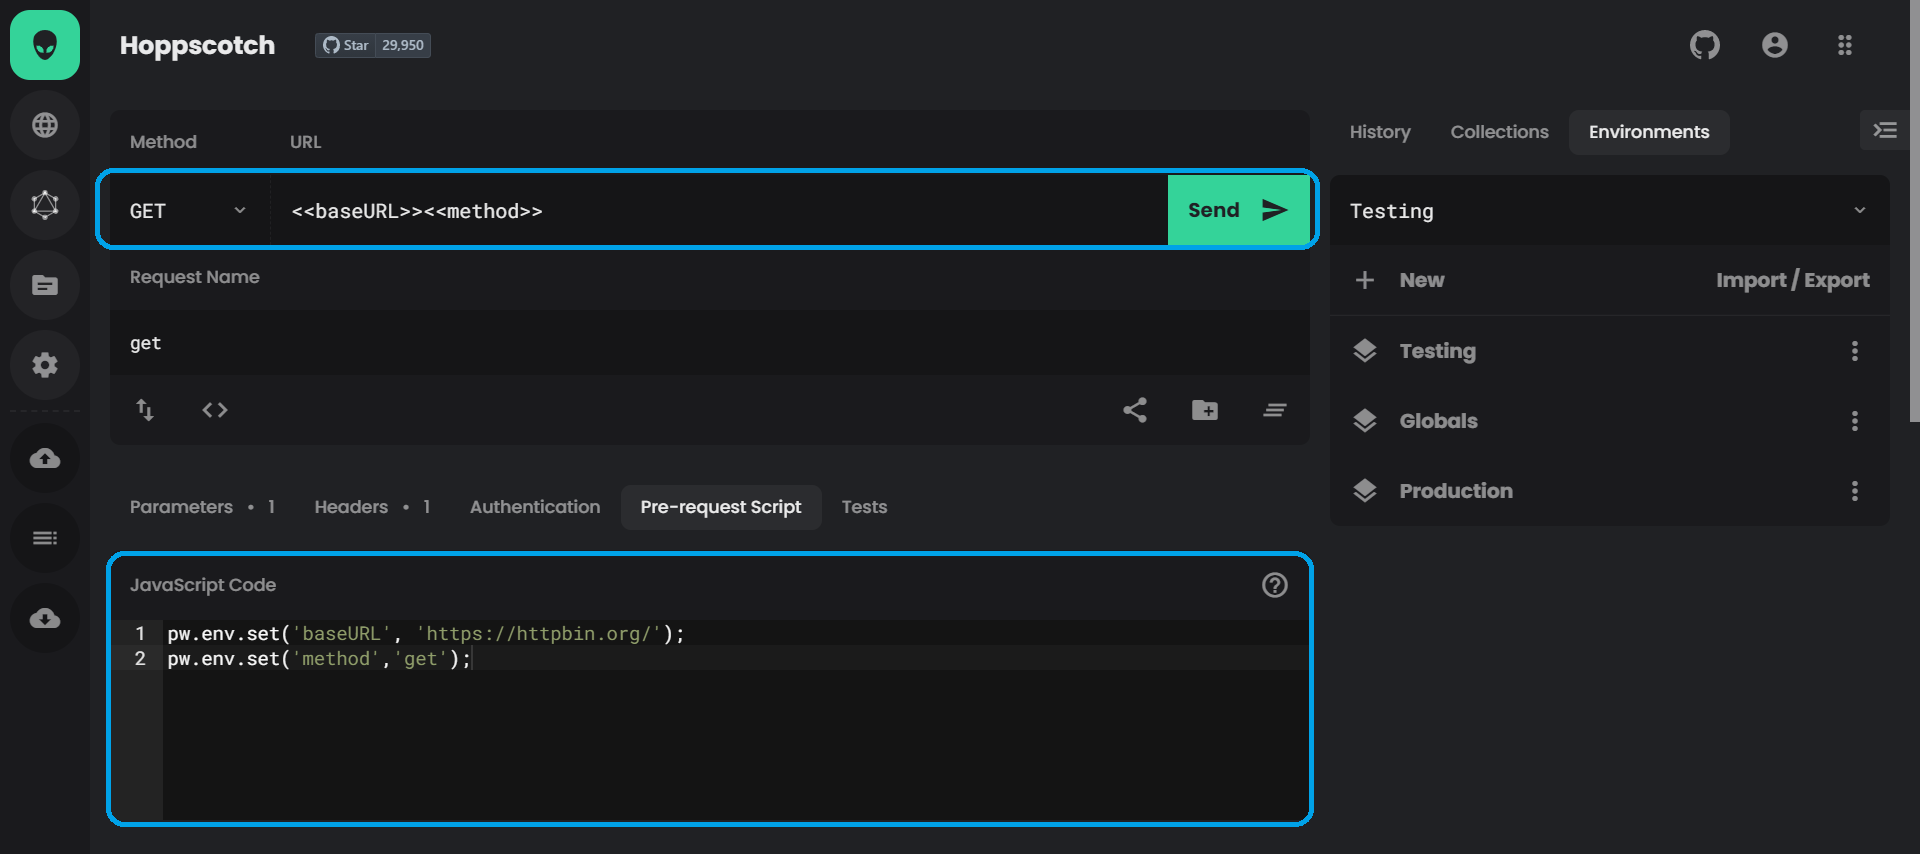 Hoppscotch
Star 29,950
Method URL
GET <<baseURL>><<method>> Send
Request Name
get
Parameters • 1 Headers • 1 Authentication Pre-request Script Tests
JavaScript Code
1 pw.env.set('baseURL', 'https://httpbin.org/');
2 pw.env.set('method','get');
History Collections Environments
Testing
New Import / Export
Testing
Globals
Production